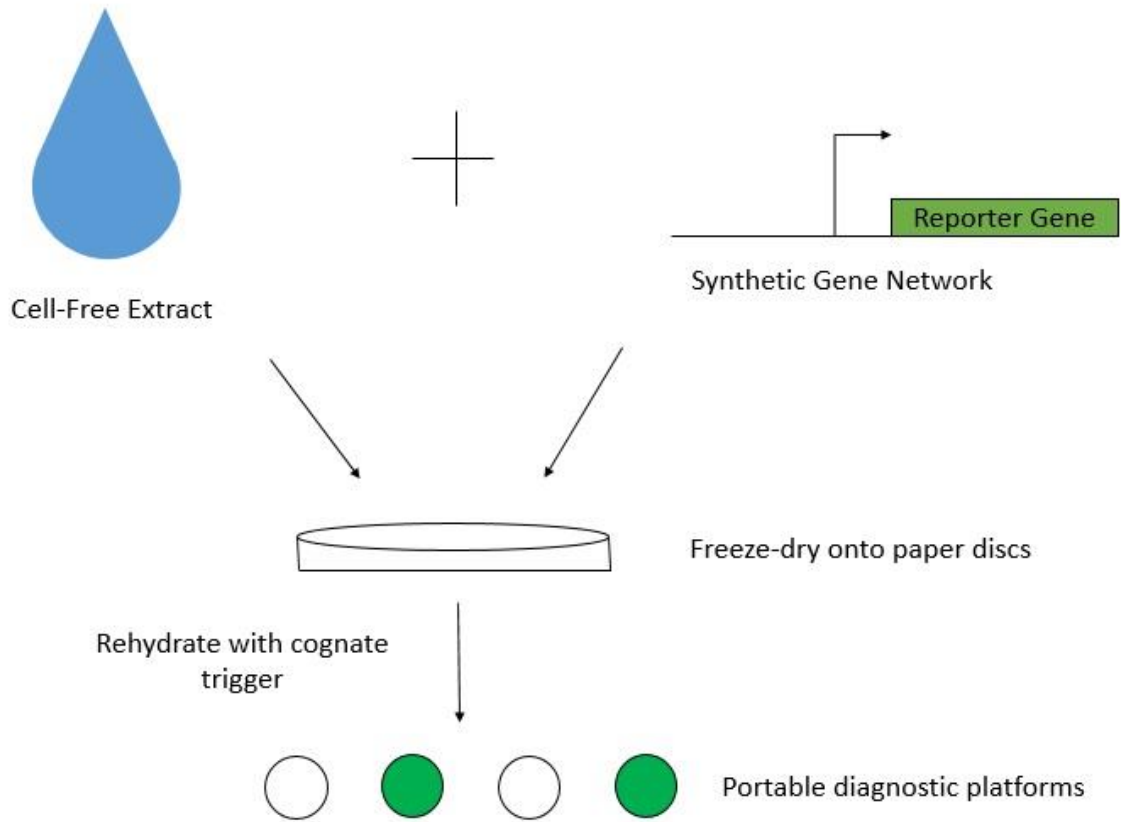 Reporter Gene
Synthetic Gene Network
Cell-Free Extract
Freeze-dry onto paper discs
Rehydrate with cognate
trigger
Portable diagnostic platforms